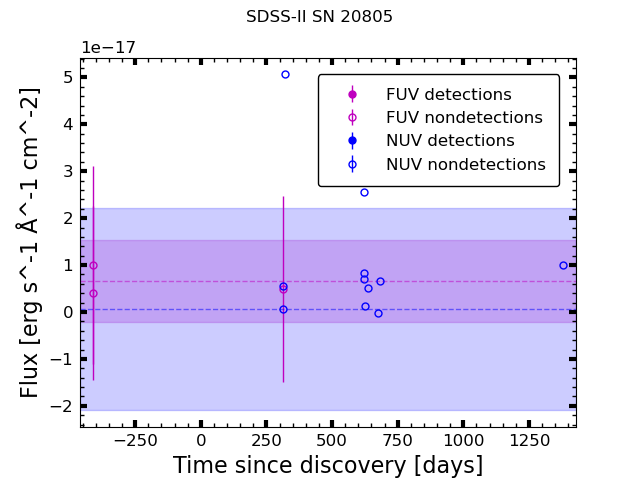 SDSS-II SN 20805
1e−17
5
4
3
2
1
0
−1
−2
Flux [erg s^-1 Å^-1 cm^-2]
FUV detections
FUV nondetections
NUV detections
NUV nondetections
−250 0 250 500 750 1000 1250
Time since discovery [days]